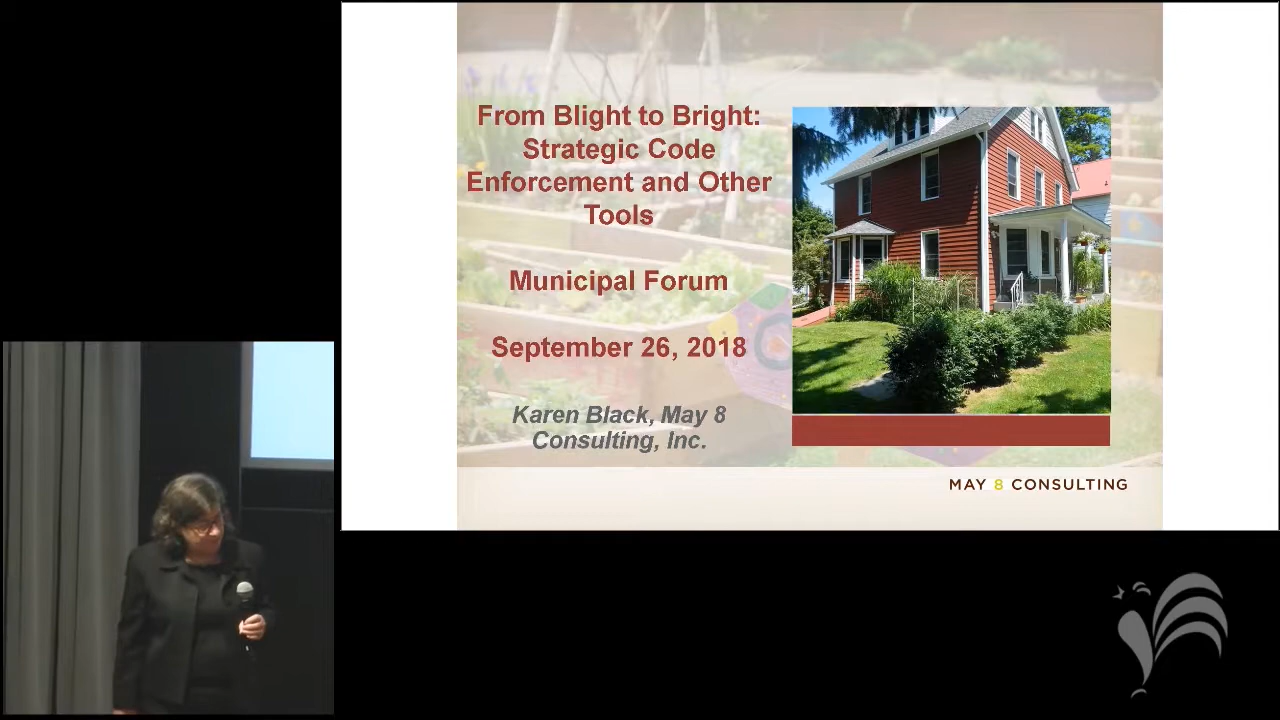 From Blight to Bright:
Strategic Code
Enforcement and Other
Tools
Municipal Forum
September 26, 2018
Karen Black, May 8
Consulting, Inc.
MAY 8 CONSULTING